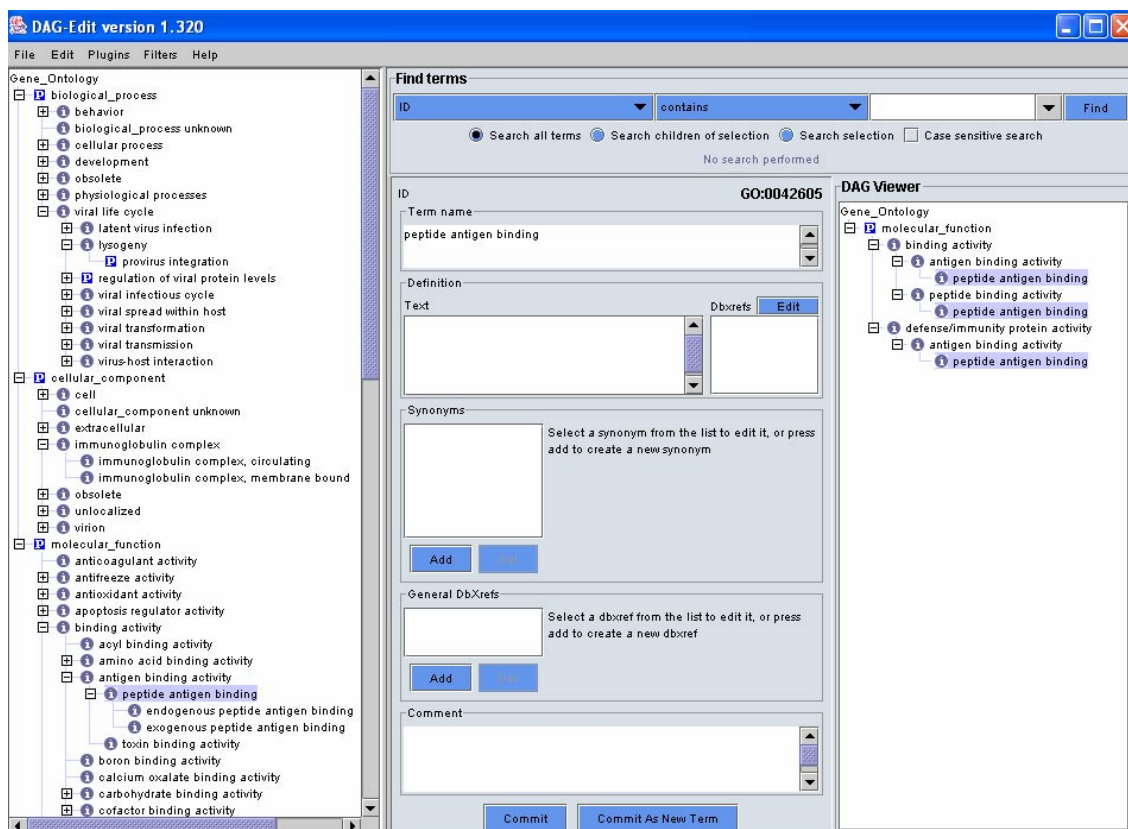 DAG-Edit version 1.320
File Edit Plugins Filters Help
Gene_Ontology
biological_process
behavior
biological_process unknown
cellular process
development
obsolete
physiological processes
viral life cycle
latent virus infection
lysogeny
provirus integration
regulation of viral protein levels
viral infectious cycle
viral spread within host
viral transformation
viral transmission
virus-host interaction
cellular_component
cell
cellular_component unknown
extracellular
immunoglobulin complex
immunoglobulin complex, circulating
immunoglobulin complex, membrane bound
obsolete
unlocalized
virion
molecular_function
anticoagulant activity
antifreeze activity
antioxidant activity
apoptosis regulator activity
binding activity
acyl binding activity
amino acid binding activity
antigen binding activity
peptide antigen binding
endogenous peptide antigen binding
exogenous peptide antigen binding
toxin binding activity
boron binding activity
calcium oxalate binding activity
carbohydrate binding activity
cofactor binding activity
Find terms
ID contains Find
Search all terms Search children of selection Search selection Case sensitive search
No search performed
ID GO:0042605
Term name
peptide antigen binding
Definition
Text Dbxrefs Edit
Synonyms
Select a synonym from the list to edit it, or press
add to create a new synonym
Add Del
General DbXrefs
Select a dbxref from the list to edit it, or press
add to create a new dbxref
Add Del
Comment
Commit Commit As New Term
DAG Viewer
Gene_Ontology
molecular_function
binding activity
antigen binding activity
peptide antigen binding
peptide binding activity
peptide antigen binding
defense/immunity protein activity
antigen binding activity
peptide antigen binding